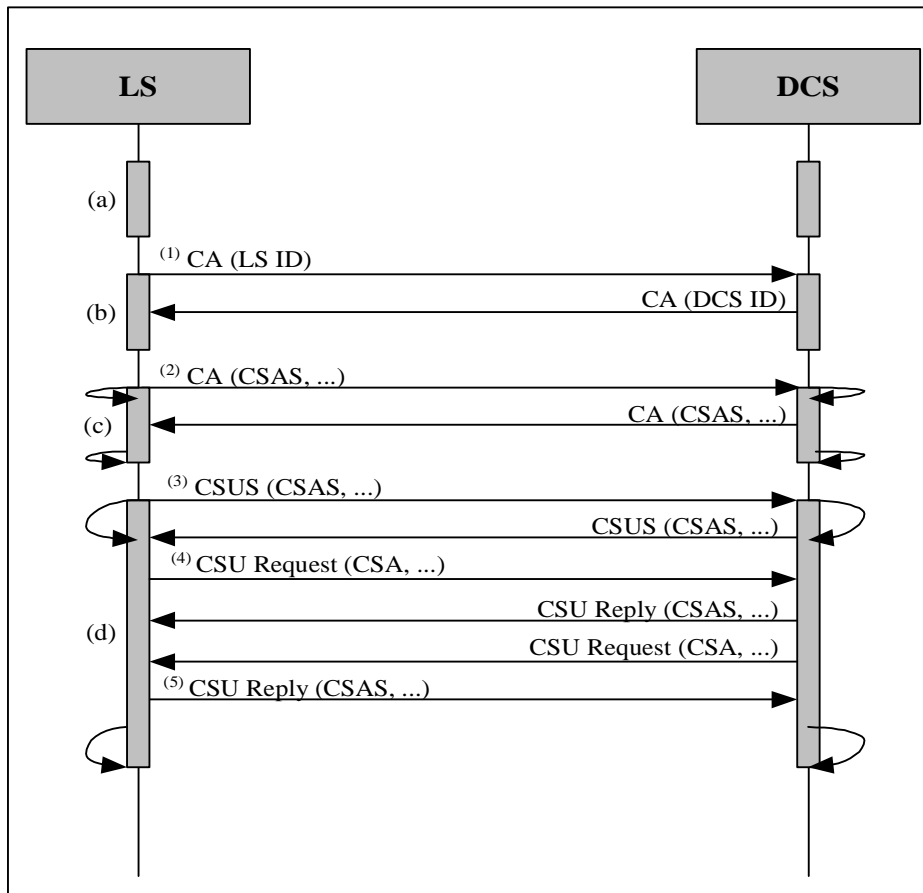 LS
DCS
(a)
(1) CA (LS ID)
CA (DCS ID)
(b)
(2) CA (CSAS, ...)
CA (CSAS, ...)
(c)
(3) CSUS (CSAS, ...)
CSUS (CSAS, ...)
(4) CSU Request (CSA, ...)
CSU Reply (CSAS, ...)
(d)
CSU Request (CSA, ...)
(5) CSU Reply (CSAS, ...)